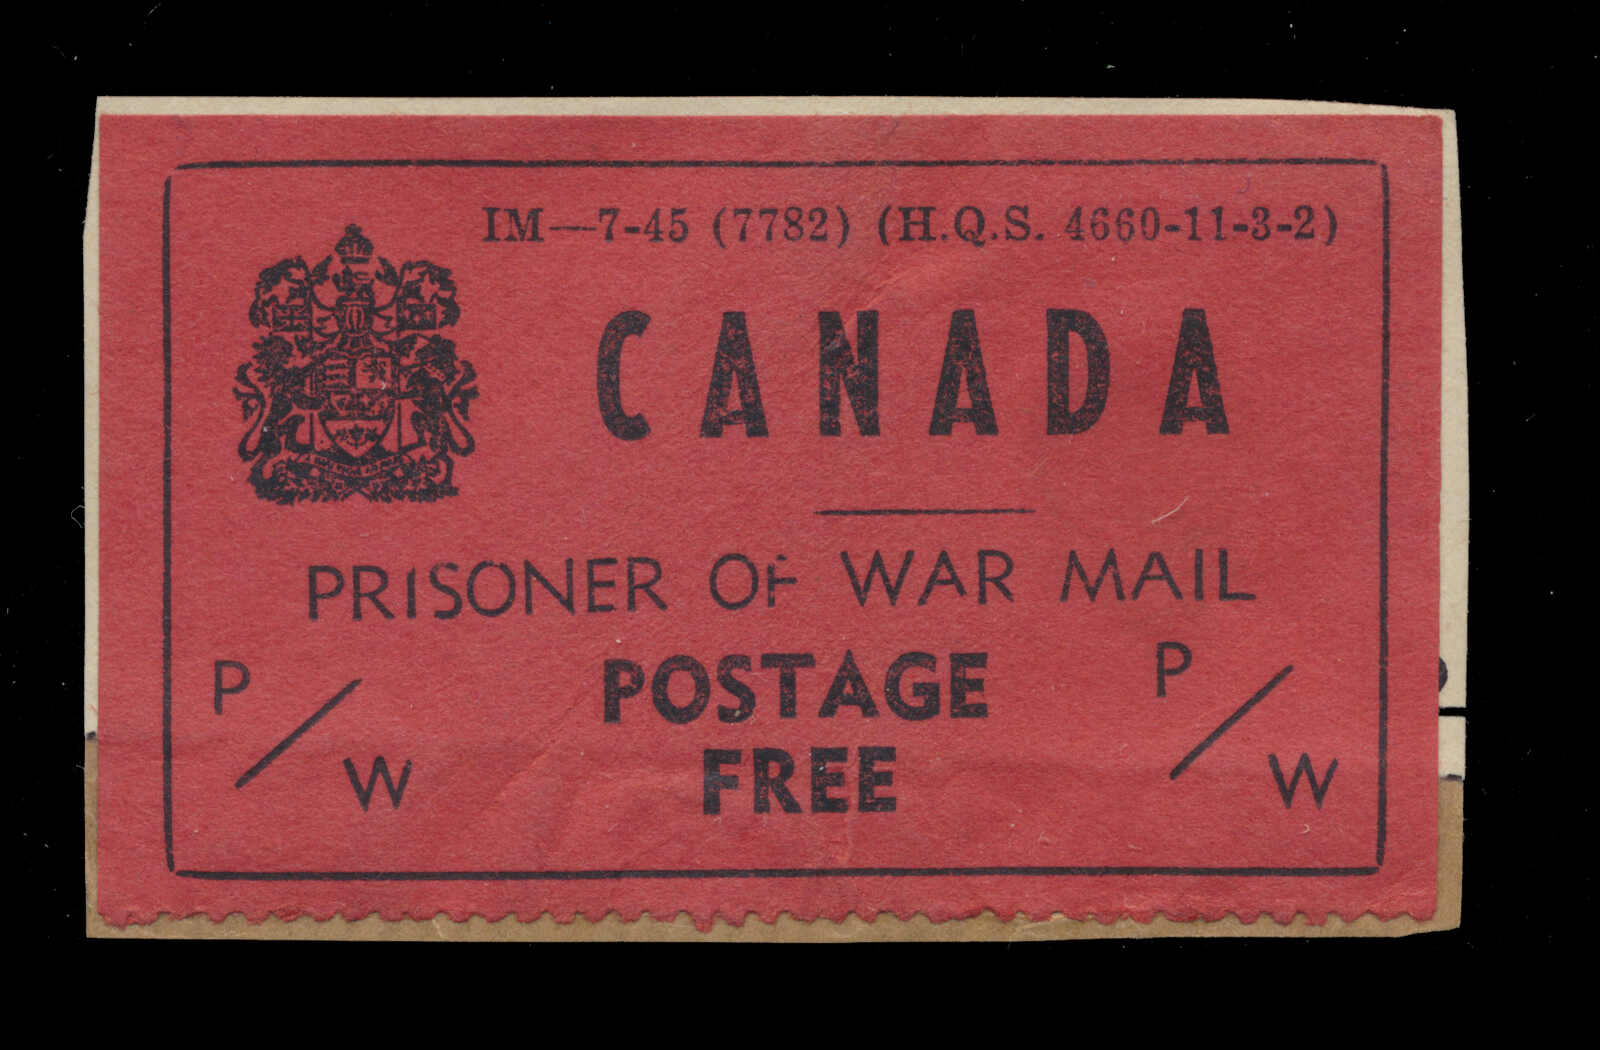 IM—7-45 (7782) (H.Q.S. 4660-11-3-2)
CANADA
PRISONER OF WAR MAIL
P/W
POSTAGE
FREE
P/W